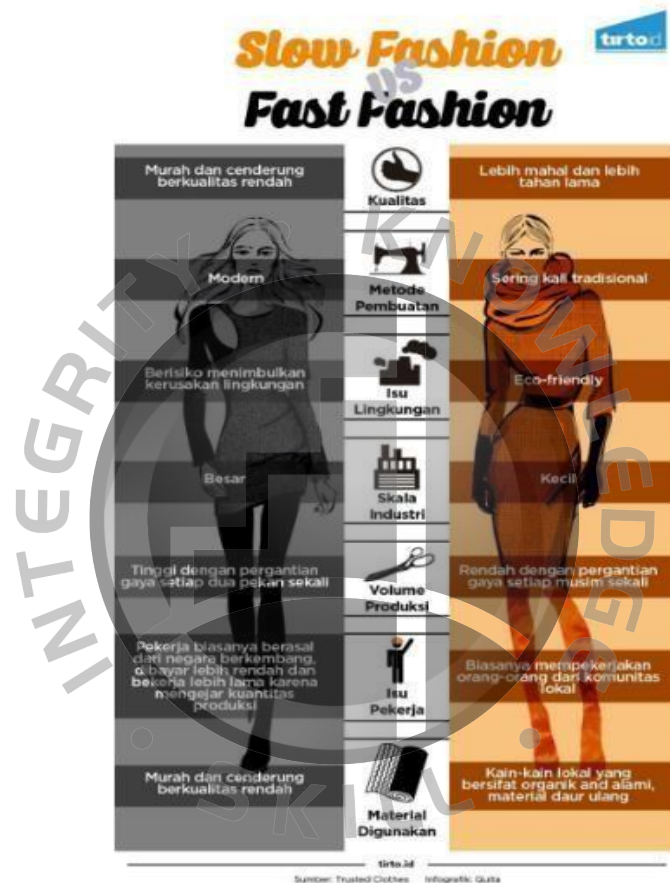 Slow Fashion
VS
Fast Fashion
tirto.id
Murah dan cenderung
berkualitas rendah
Kualitas
Lebih mahal dan lebih
tahan lama
Modern
Metode
Pembuatan
Sering kali tradisional
Berisiko menimbulkan
kerusakan lingkungan
Isu
Lingkungan
Eco-friendly
Besar
Skala
Industri
Kecil
Tinggi dengan pergantian
gaya setiap dua pekan sekali
Volume
Produksi
Rendah dengan pergantian
gaya setiap musim sekali
Pekerja biasanya berasal
dari negara berkembang,
dibayar lebih rendah dan
bekerja lebih lama karena
mengejar kuantitas
produksi
Isu
Pekerja
Biasanya mempekerjakan
orang-orang dari komunitas
lokal
Murah dan cenderung
berkualitas rendah
Material
Digunakan
Kain-kain lokal yang
bersifat organik and alami,
material daur ulang
tirto.id
Sumber: Trusted Clothes Infografik: Quita
INTEGRITY
KNOWLEDGE
SKILL